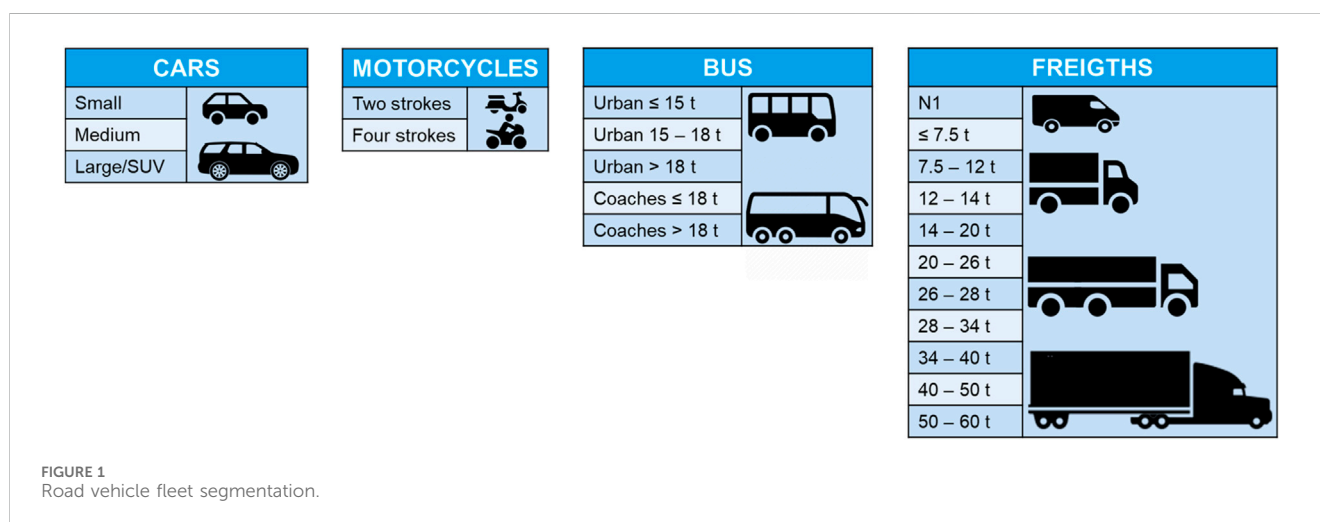 CARS
Small
Medium
Large/SUV
MOTORCYCLES
Two strokes
Four strokes
BUS
Urban ≤ 15 t
Urban 15 – 18 t
Urban > 18 t
Coaches ≤ 18 t
Coaches > 18 t
FREIGTHS
N1
≤ 7.5 t
7.5 – 12 t
12 – 14 t
14 – 20 t
20 – 26 t
26 – 28 t
28 – 34 t
34 – 40 t
40 – 50 t
50 – 60 t
FIGURE 1
Road vehicle fleet segmentation.